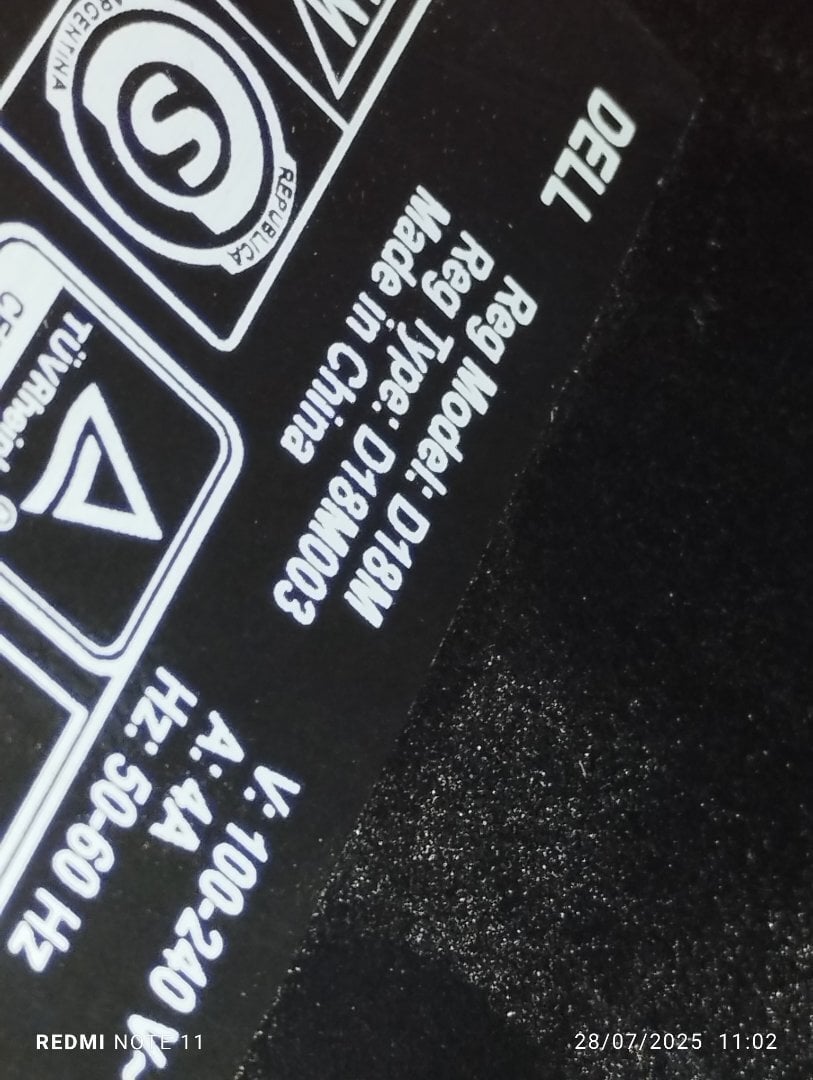 DELL
Reg Model: D18M
Reg Type: D18M003
Made in China
V: 100-240 V~
A: 4A
Hz: 50-60 Hz
ARGENTINA
S
REPUBLICA
TÜVRheinl
REDMI NOTE 11
28/07/2025 11:02